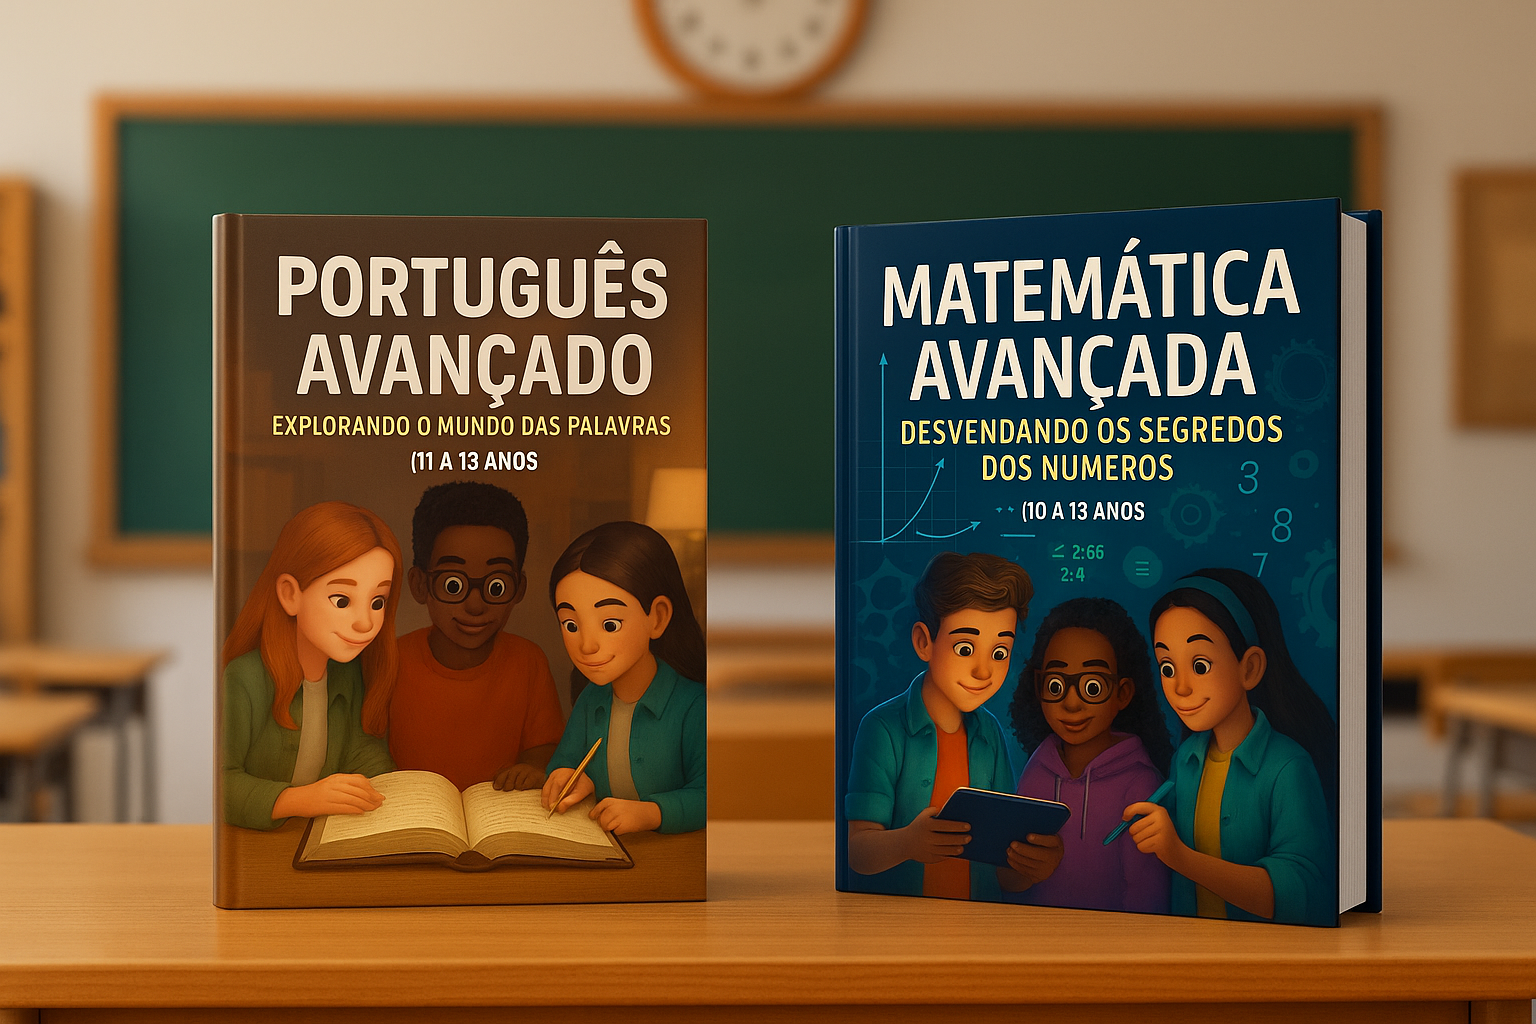 PORTUGUÊS
AVANÇADO
EXPLORANDO O MUNDO DAS PALAVRAS
(11 A 13 ANOS
MATEMÁTICA
AVANÇADA
DESVENDANDO OS SEGREDOS
DOS NUMEROS
(10 A 13 ANOS
3
8
7
2:66
2:4